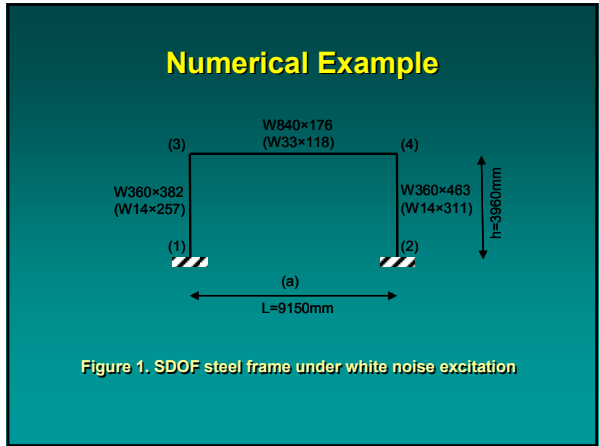 Numerical Example
W840×176
(W33×118)
(3)
(4)
W360×382
(W14×257)
W360×463
(W14×311)
h=3960mm
(1)
(2)
(a)
L=9150mm
Figure 1. SDOF steel frame under white noise excitation